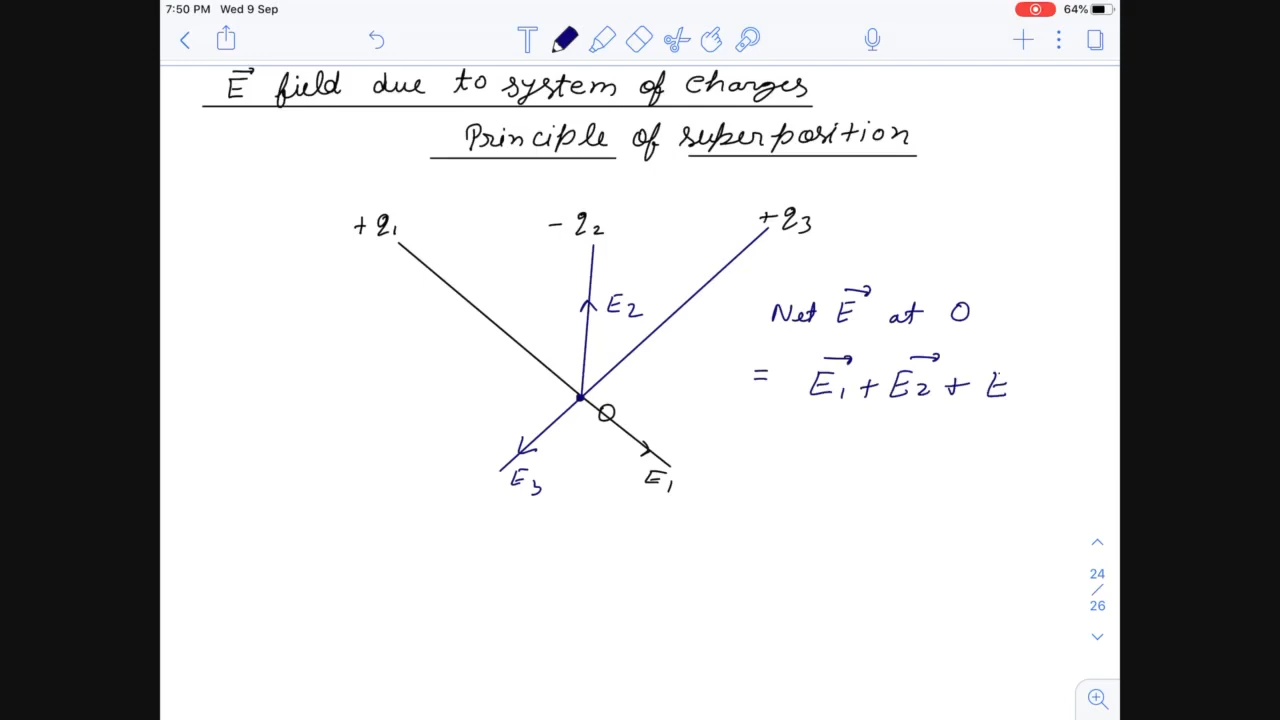 7:50 PM Wed 9 Sep
64%
E⃗ field due to system of charges
Principle of superposition
+q₁
- q₂
+q₃
E₂
Net E⃗ at O
= E⃗₁ + E⃗₂ + E
O
E₃
E₁
24
/
26